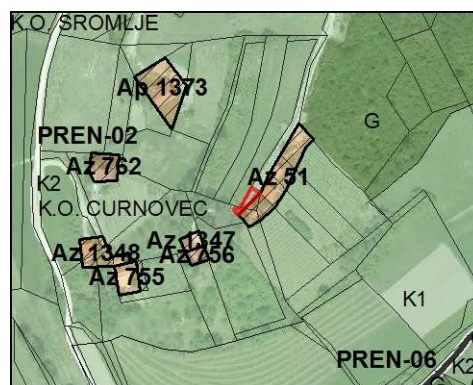 K.O. SROMLJE
Ap 1373
G
PREN-02
Az 762
Az 51
K2
K.O. CURNOVEC
Az 1347
Az 1348
Az 756
Az 755
K1
PREN-06
K2